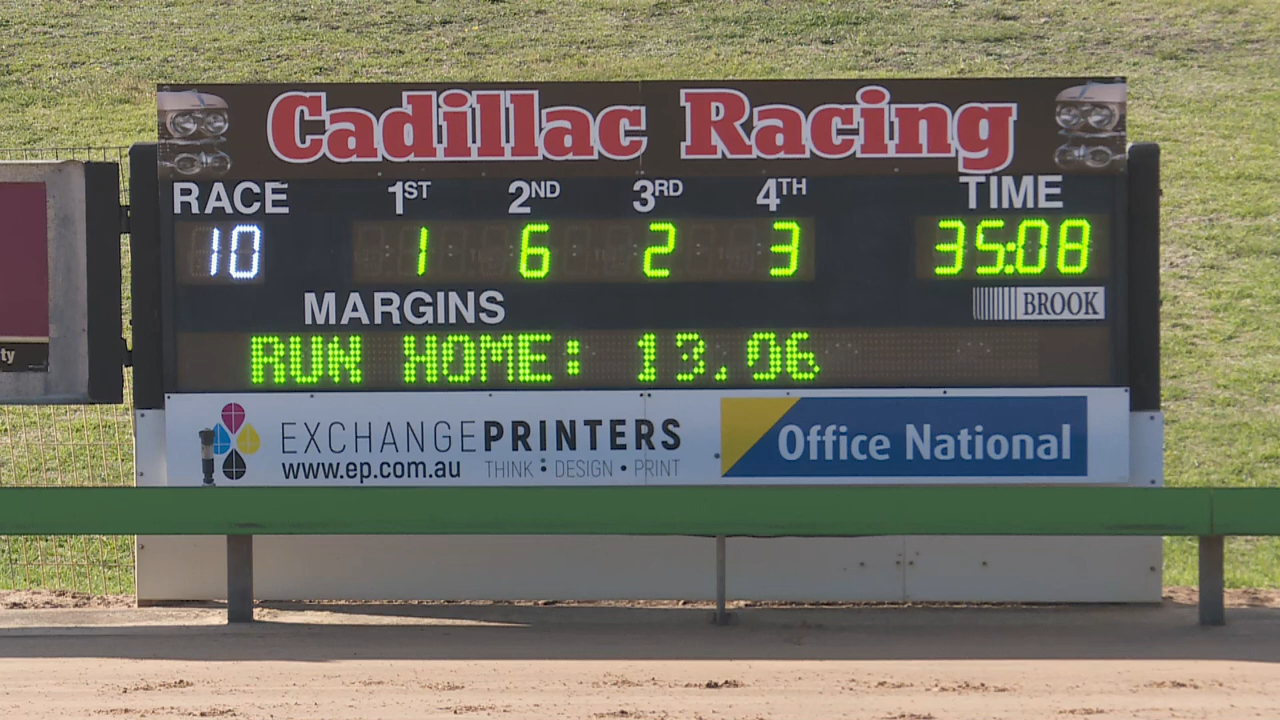 Cadillac Racing
RACE 1ST 2ND 3RD 4TH TIME
10 1 6 2 3 35:08
MARGINS BROOK
RUN HOME: 13.06
ty
EXCHANGEPRINTERS Office National
www.ep.com.au THINK : DESIGN • PRINT